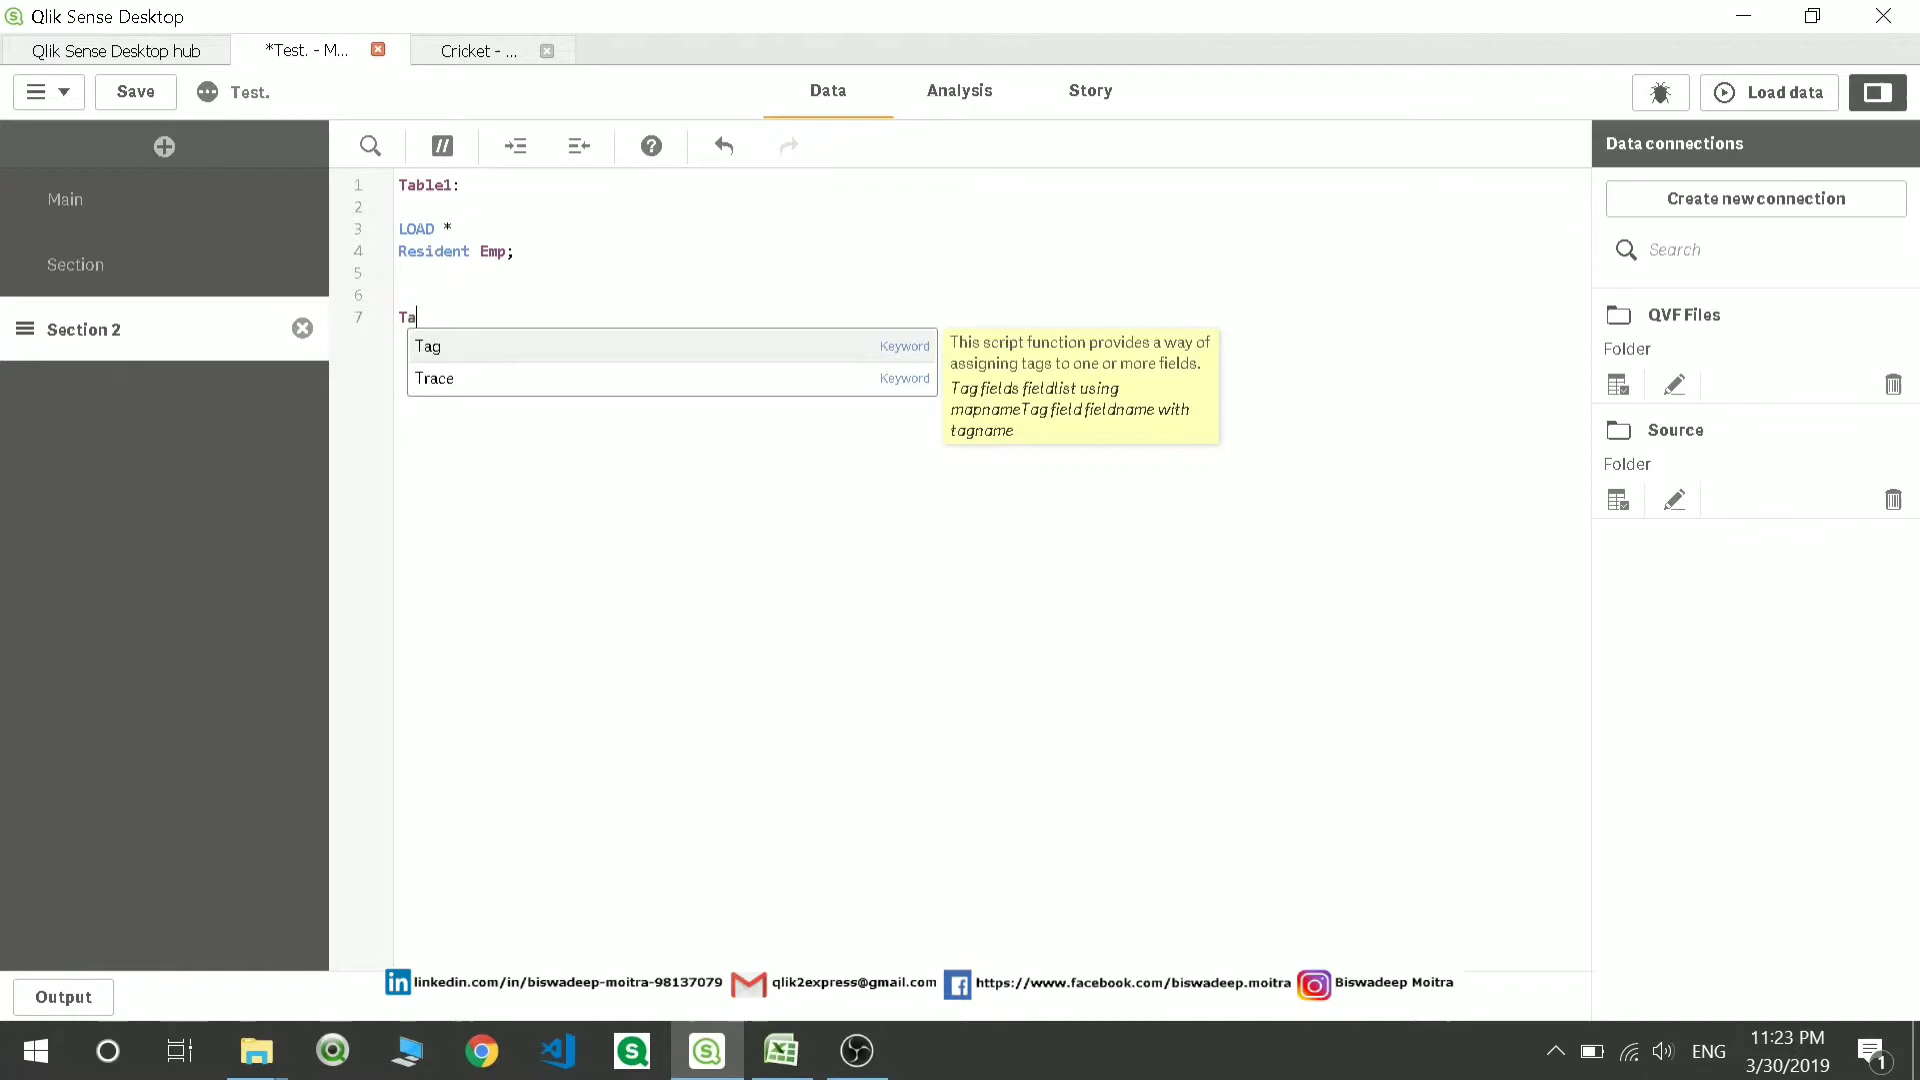 Qlik Sense Desktop
Qlik Sense Desktop hub
*Test. - M...
Cricket - ...
Save
Test.
Data
Analysis
Story
Load data
Main
Section
Section 2
1 Table1:
2
3 LOAD *
4 Resident Emp;
5
6
7 Ta
Tag Keyword
Trace Keyword
This script function provides a way of
assigning tags to one or more fields.
Tag fields fieldlist using
mapnameTag field fieldname with
tagname
Data connections
Create new connection
Search
QVF Files
Folder
Source
Folder
Output
linkedin.com/in/biswadeep-moitra-98137079
qlik2express@gmail.com
https://www.facebook.com/biswadeep.moitra
Biswadeep Moitra
ENG
11:23 PM
3/30/2019
1